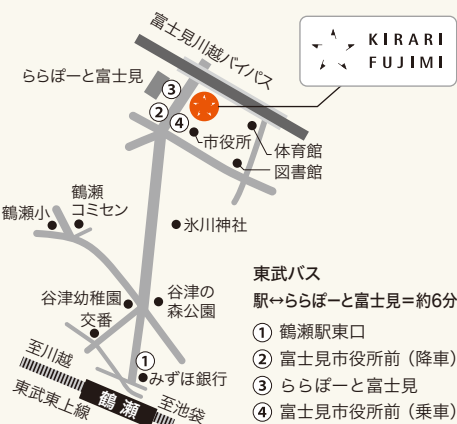 富士見川越バイパス
KIRARI
FUJIMI
ららぽーと富士見
③
②
④
市役所
体育館
図書館
鶴瀬
コミセン
鶴瀬小
氷川神社
谷津幼稚園
谷津の
森公園
交番
①
みずほ銀行
至川越
東武東上線
鶴瀬
至池袋
東武バス
駅↔ららぽーと富士見=約6分
① 鶴瀬駅東口
② 富士見市役所前（降車）
③ ららぽーと富士見
④ 富士見市役所前（乗車）